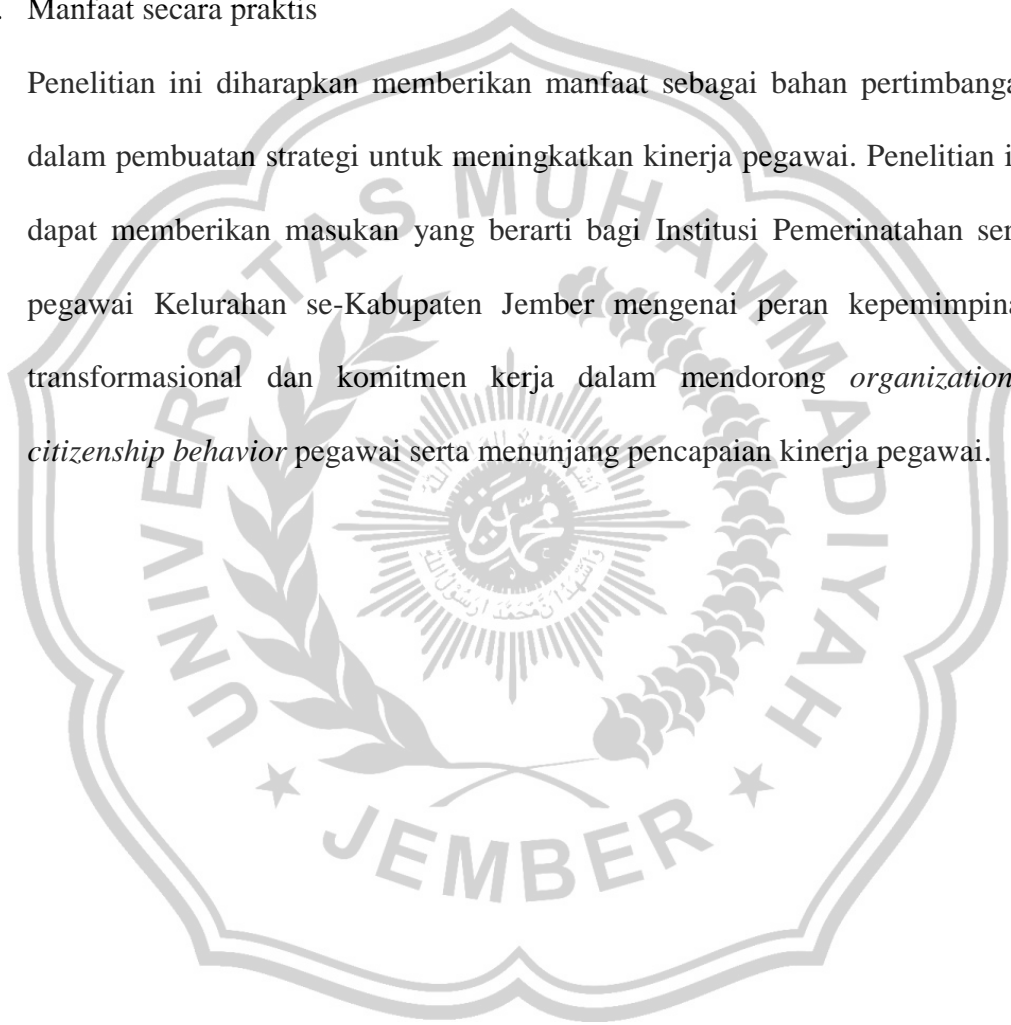 . Manfaat secara praktis
Penelitian ini diharapkan memberikan manfaat sebagai bahan pertimbanga
dalam pembuatan strategi untuk meningkatkan kinerja pegawai. Penelitian i
dapat memberikan masukan yang berarti bagi Institusi Pemerinatahan ser
pegawai Kelurahan se-Kabupaten Jember mengenai peran kepemimpina
transformasional dan komitmen kerja dalam mendorong organization
citizenship behavior pegawai serta menunjang pencapaian kinerja pegawai.
UNIVERSITAS MUHAMMADIYAH
JEMBER